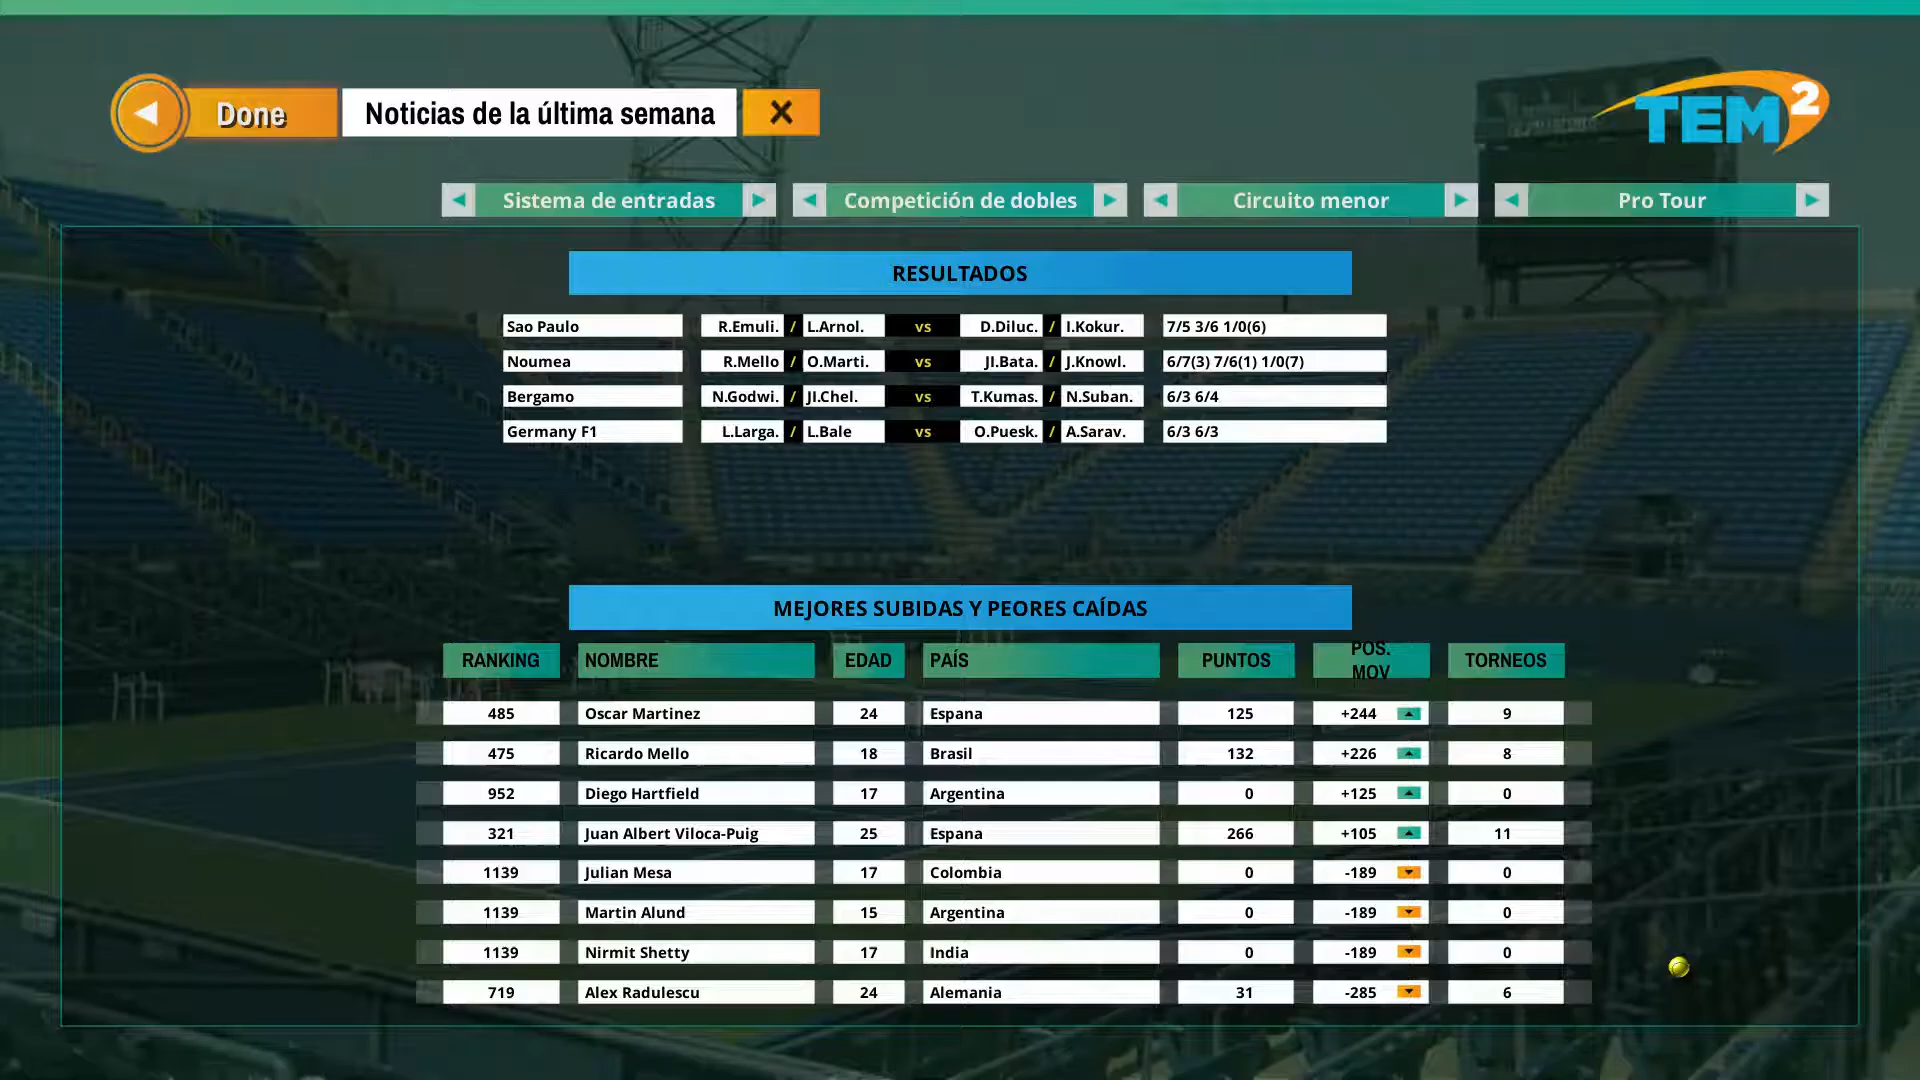 Done
Noticias de la última semana
TEM2
Sistema de entradas
Competición de dobles
Circuito menor
Pro Tour
RESULTADOS
Sao Paulo R.Emuli. / L.Arnol. vs D.Diluc. / I.Kokur. 7/5 3/6 1/0(6)
Noumea R.Mello / O.Marti. vs JI.Bata. / J.Knowl. 6/7(3) 7/6(1) 1/0(7)
Bergamo N.Godwi. / JI.Chel. vs T.Kumas. / N.Suban. 6/3 6/4
Germany F1 L.Larga. / L.Bale vs O.Puesk. / A.Sarav. 6/3 6/3
MEJORES SUBIDAS Y PEORES CAÍDAS
RANKING NOMBRE EDAD PAÍS PUNTOS POS. MOV TORNEOS
485 Oscar Martinez 24 Espana 125 +244 9
475 Ricardo Mello 18 Brasil 132 +226 8
952 Diego Hartfield 17 Argentina 0 +125 0
321 Juan Albert Viloca-Puig 25 Espana 266 +105 11
1139 Julian Mesa 17 Colombia 0 -189 0
1139 Martin Alund 15 Argentina 0 -189 0
1139 Nirmit Shetty 17 India 0 -189 0
719 Alex Radulescu 24 Alemania 31 -285 6